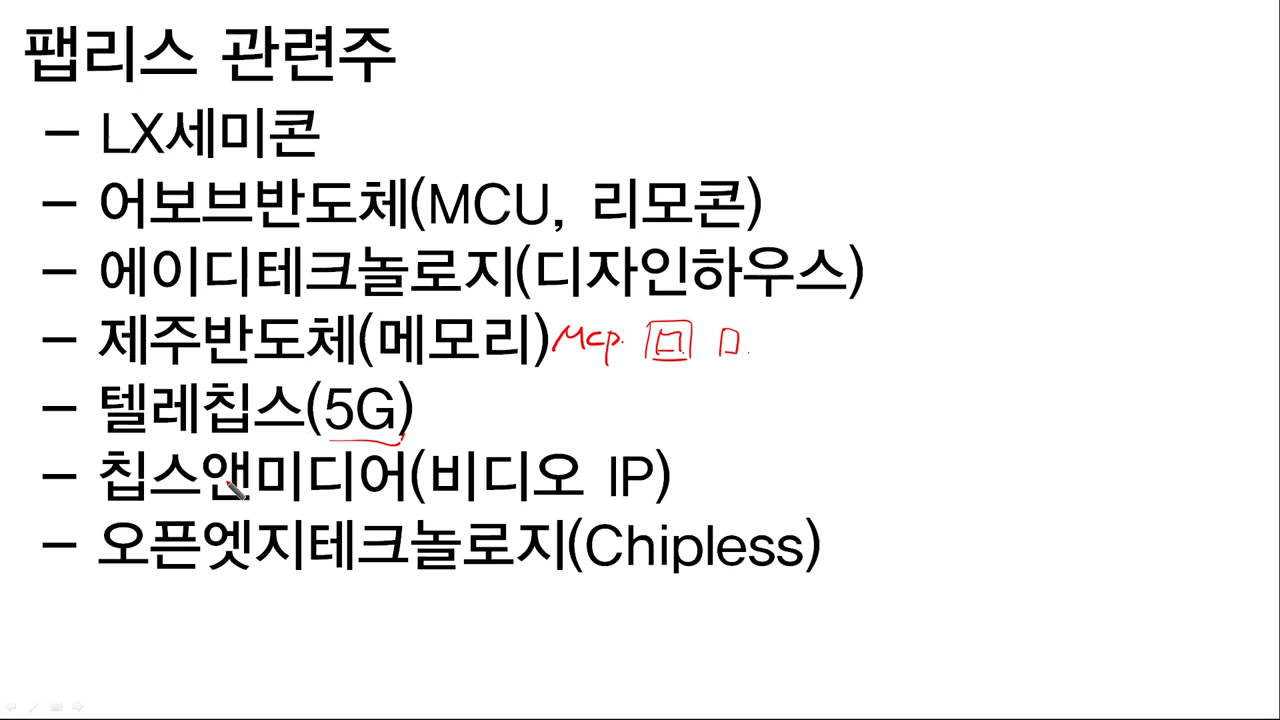 팹리스 관련주
– LX세미콘
– 어보브반도체(MCU, 리모콘)
– 에이디테크놀로지(디자인하우스)
– 제주반도체(메모리) MCP.
– 텔레칩스(5G)
– 칩스앤미디어(비디오 IP)
– 오픈엣지테크놀로지(Chipless)